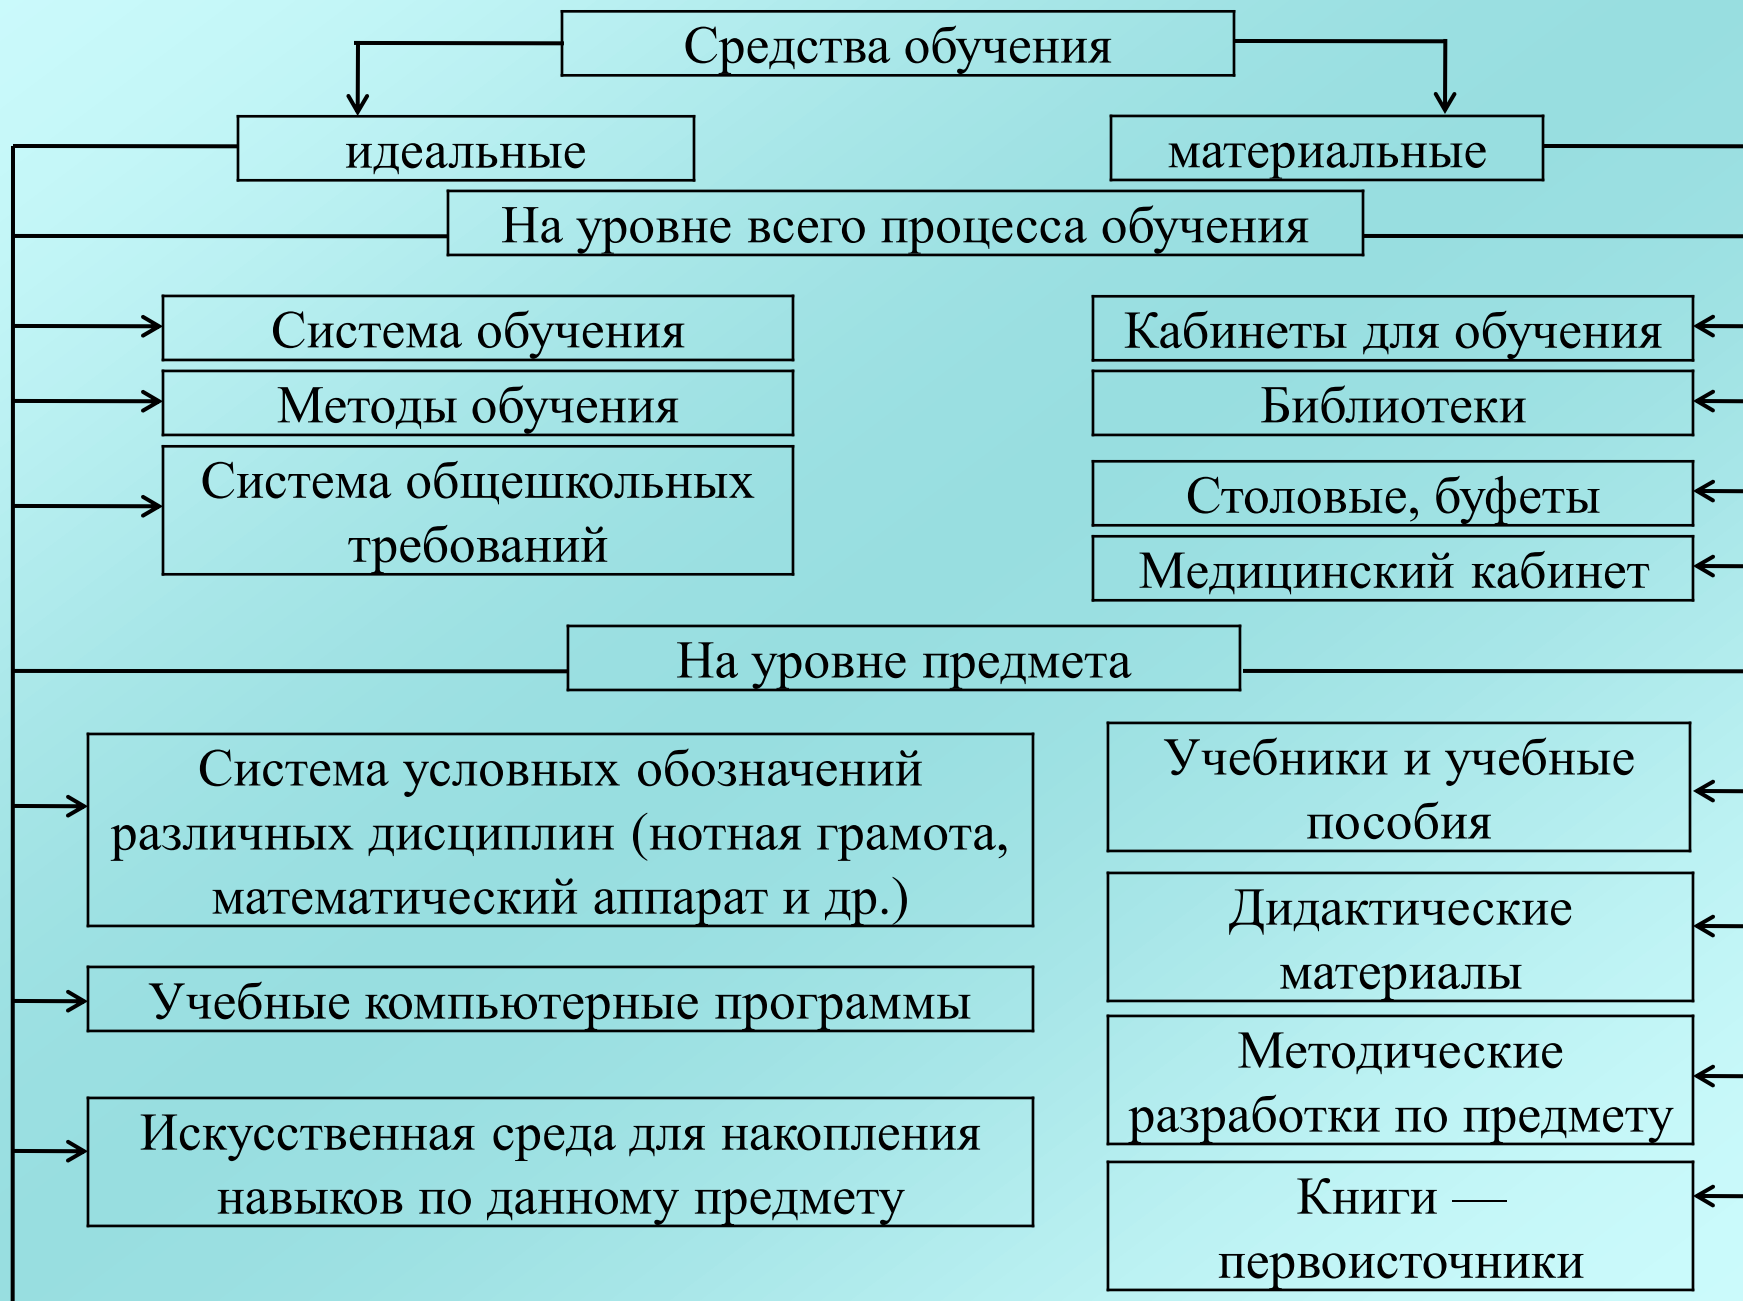 Средства обучения
идеальные
материальные
На уровне всего процесса обучения
Система обучения
Методы обучения
Система общешкольных
требований
Кабинеты для обучения
Библиотеки
Столовые, буфеты
Медицинский кабинет
На уровне предмета
Система условных обозначений
различных дисциплин (нотная грамота,
математический аппарат и др.)
Учебные компьютерные программы
Искусственная среда для накопления
навыков по данному предмету
Учебники и учебные
пособия
Дидактические
материалы
Методические
разработки по предмету
Книги —
первоисточники